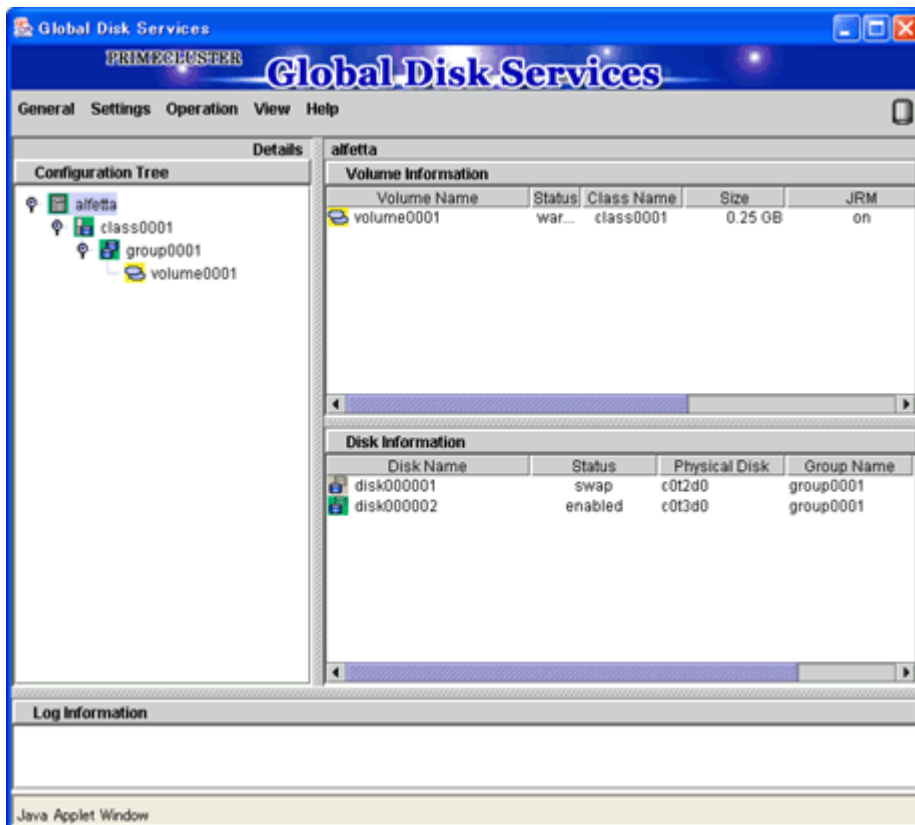 Global Disk Services
PRIMECLUSTER
Global Disk Services
General Settings Operation View Help
Details
Configuration Tree
alfetta
class0001
group0001
volume0001
alfetta
Volume Information
Volume Name Status Class Name Size JRM
volume0001 war... class0001 0.25 GB on
Disk Information
Disk Name Status Physical Disk Group Name
disk000001 swap c0t2d0 group0001
disk000002 enabled c0t3d0 group0001
Log Information
Java Applet Window